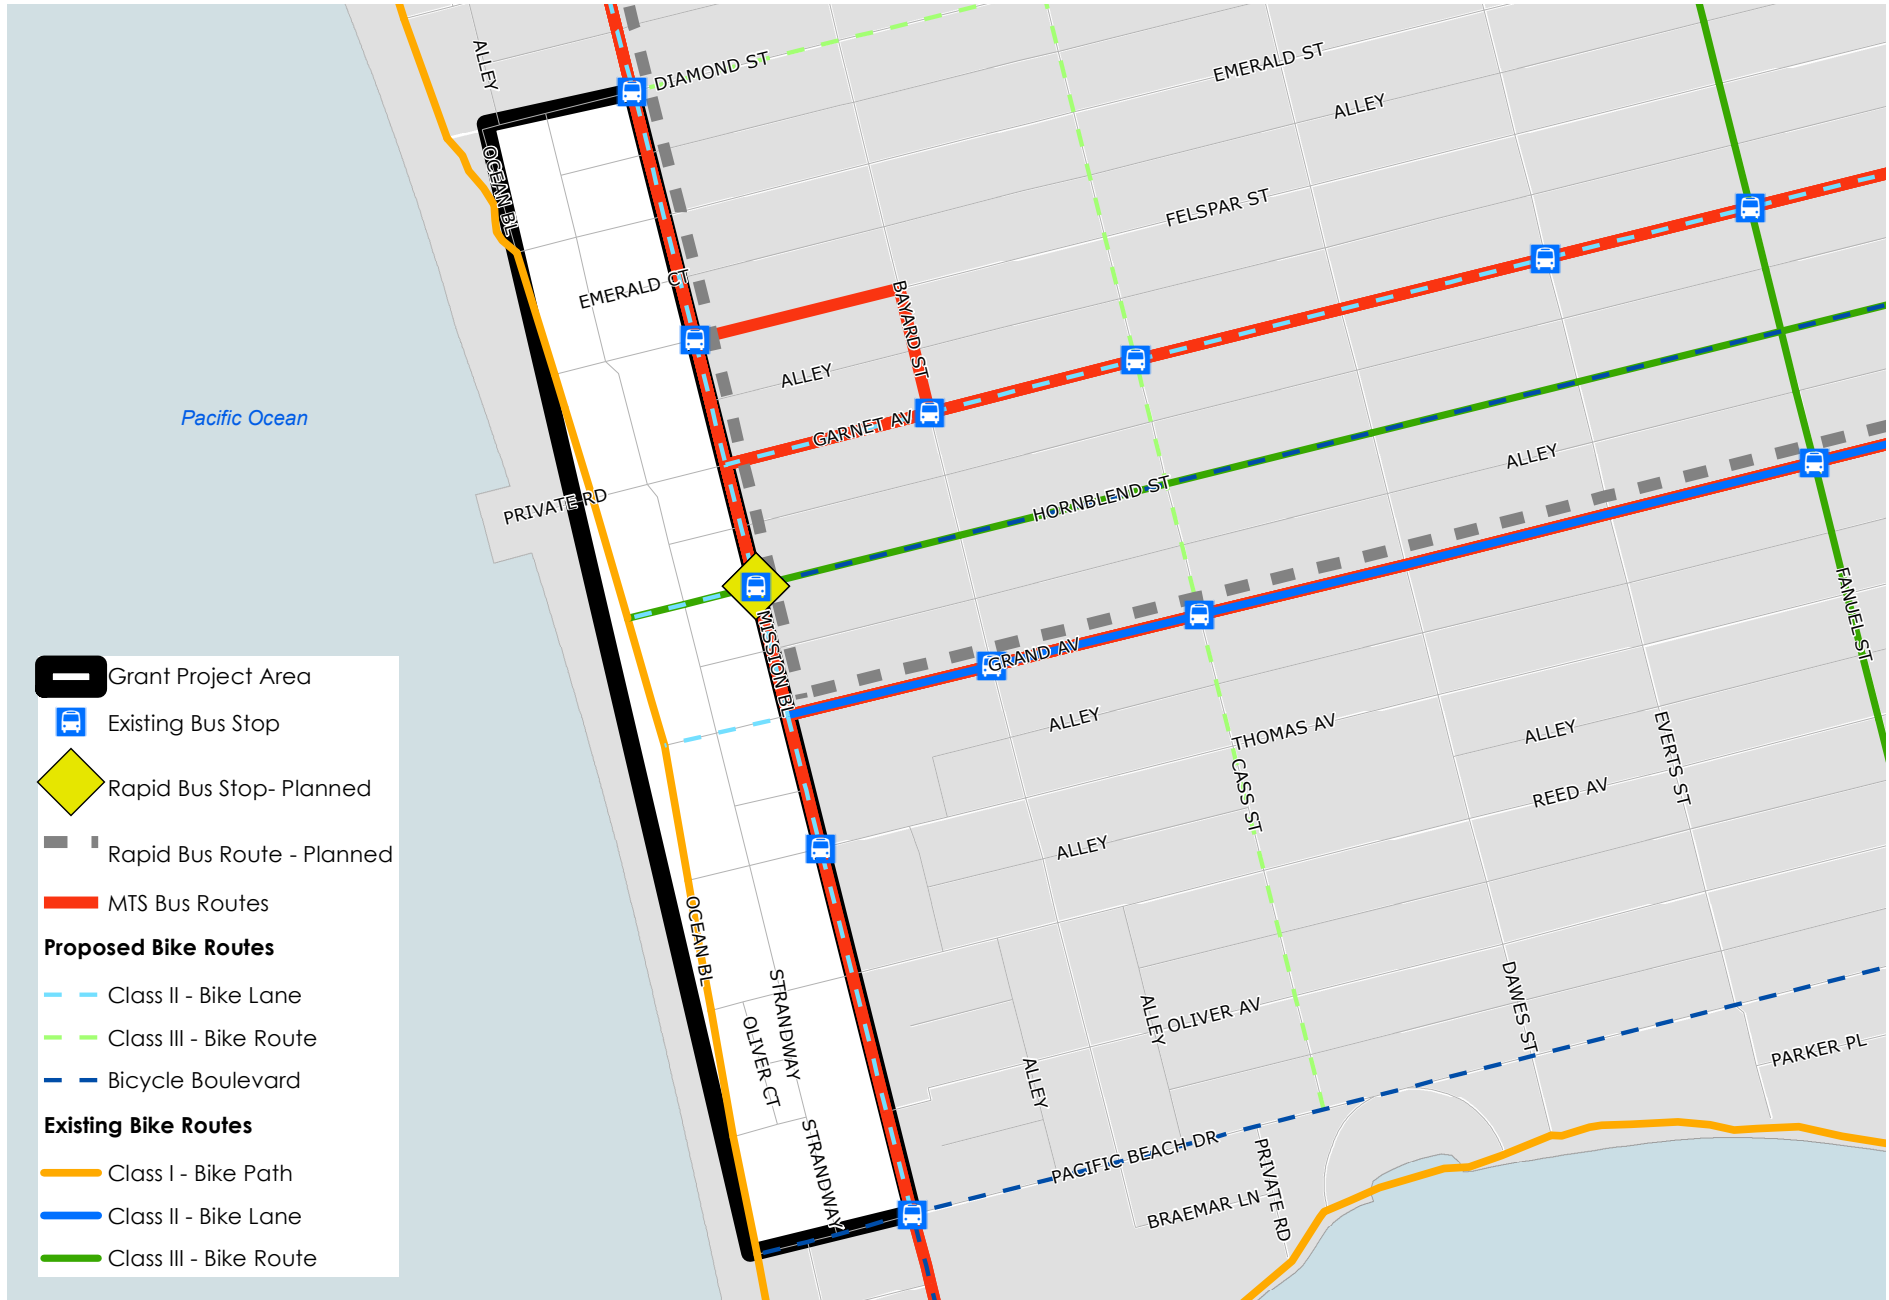 ALLEY
DIAMOND ST
EMERALD ST
ALLEY
OCEAN BL
FELSPAR ST
EMERALD CT
BAYARD ST
ALLEY
GARNET AV
Pacific Ocean
ALLEY
PRIVATE RD
HORNBLEND ST
FANUEL ST
MISSION BL
GRAND AV
ALLEY
THOMAS AV
ALLEY
EVERTS ST
CASS ST
REED AV
ALLEY
OCEAN BL
STRANDWAY
OLIVER CT
ALLEY
OLIVER AV
DAWES ST
ALLEY
PARKER PL
STRANDWAY
PACIFIC BEACH DR
PRIVATE RD
BRAEMAR LN
Grant Project Area
Existing Bus Stop
Rapid Bus Stop- Planned
Rapid Bus Route - Planned
MTS Bus Routes
Proposed Bike Routes
Class II - Bike Lane
Class III - Bike Route
Bicycle Boulevard
Existing Bike Routes
Class I - Bike Path
Class II - Bike Lane
Class III - Bike Route